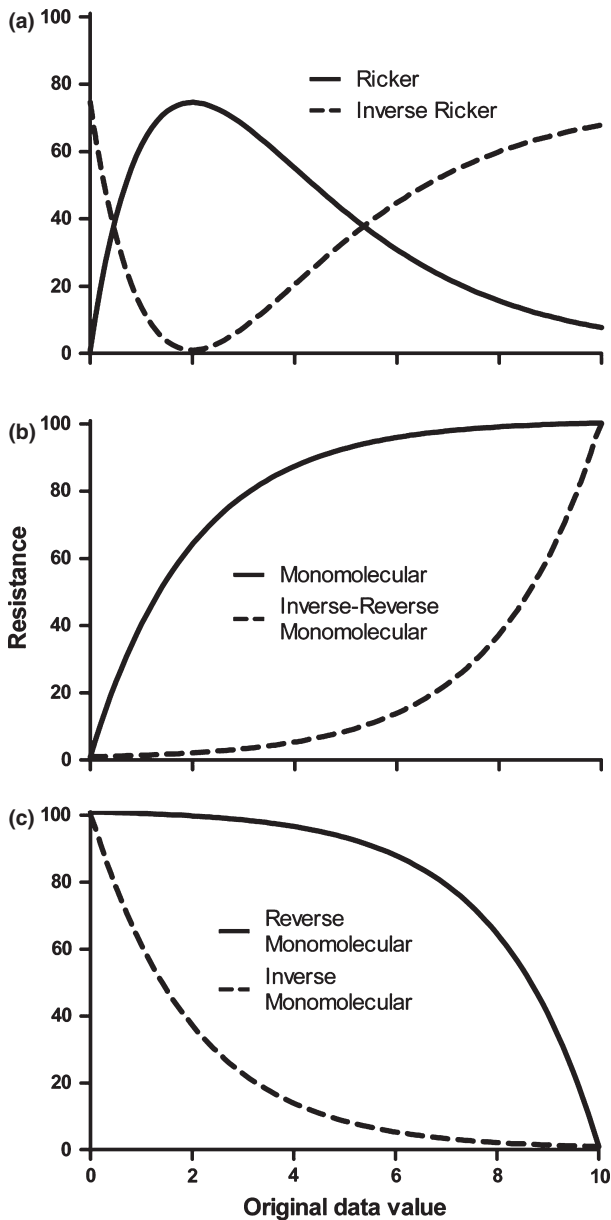 (a) 100
80
60
40
20
0
Ricker
Inverse Ricker
(b) 100
80
60
40
20
0
Monomolecular
Inverse-Reverse
Monomolecular
Resistance
(c) 100
80
60
40
20
0
Reverse
Monomolecular
Inverse
Monomolecular
0 2 4 6 8 10
Original data value